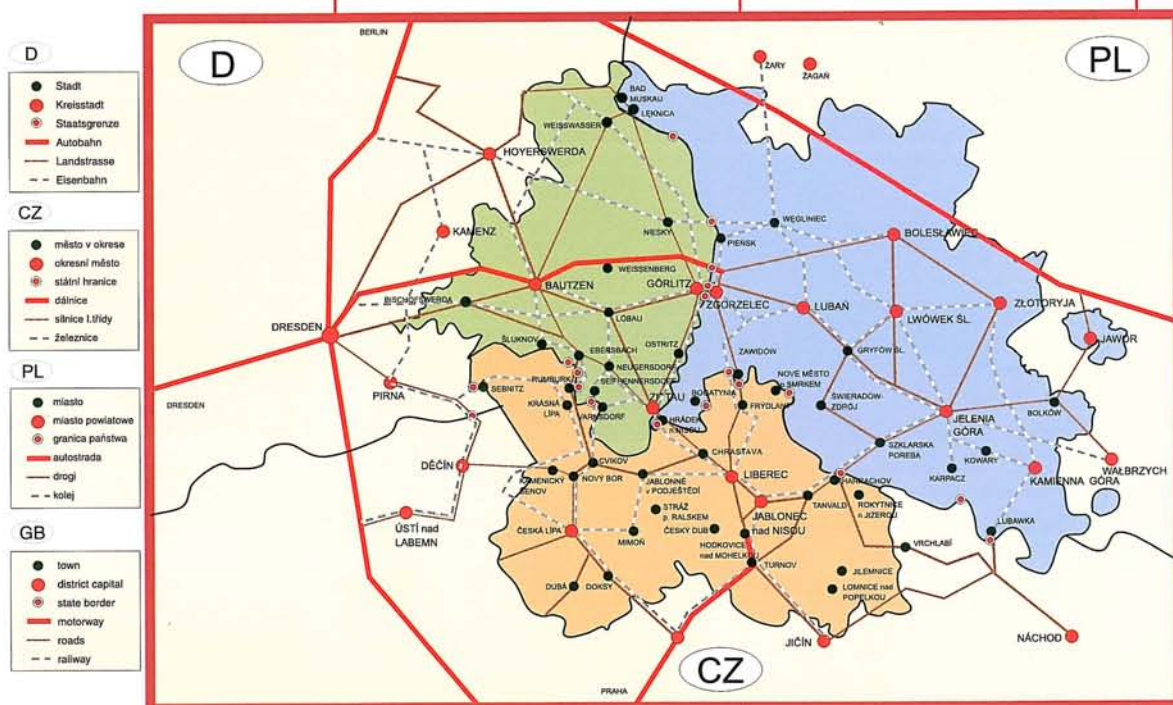 D
Stadt
Kreisstadt
Staatsgrenze
Autobahn
Landstrasse
Eisenbahn
CZ
město v okrese
okresní město
státní hranice
dálnice
silnice I.třídy
železnice
PL
miasto
miasto powiatowe
granica państwa
autostrada
drogi
kolej
GB
town
district capital
state border
motorway
roads
railway
BERLIN
D
PL
ŻARY
ŻAGAŃ
BAD
MUSKAU
ŁĘKNICA
WEISSWASSER
HOYERSWERDA
KAMENZ
NIESKY
WĘGLINIEC
PIEŃSK
BOLESŁAWIEC
WEISSENBERG
BAUTZEN
GÖRLITZ
ZGORZELEC
BISCHOFSWERDA
LÖBAU
LUBAŃ
LWÓWEK ŚL.
ZŁOTORYJA
DRESDEN
JAWOR
ŠLUKNOV
EBERSBACH
OSTRITZ
GRYFÓW ŚL.
NEUGERSDORF
ZAWIDÓW
NOVÉ MĚSTO
p. SMRKEM
RUMBURK
SEIFHENNERSDORF
SEBNITZ
PIRNA
BOGATYNIA
KRÁSNÁ
LÍPA
VARNSDORF
ZITTAU
FRYDLANT
ŚWIERADÓW-
ZDRÓJ
BOLKÓW
DRESDEN
HRÁDEK
n.NISOU
JELENIA
GÓRA
CHRASTAVA
SZKLARSKA
POREBA
KOWARY
WAŁBRZYCH
DĚČÍN
CVIKOV
KAMENICKÝ
ŠENOV
NOVÝ BOR
JABLONNÉ
v PODJEŠTĚDÍ
LIBEREC
HARRACHOV
KARPACZ
KAMIENNA GÓRA
JABLONEC
nad NISOU
TANVALD
ROKYTNICE
n.JIZEROU
STRÁŽ
p. RALSKEM
ÚSTÍ nad
LABEMN
ČESKÁ LÍPA
MIMOŇ
ČESKÝ DUB
HODKOVICE
nad MOHELKOU
LUBAWKA
VRCHLABÍ
TURNOV
JILEMNICE
DUBÁ
DOKSY
LOMNICE nad
POPELKOU
JIČÍN
NÁCHOD
CZ
PRAHA